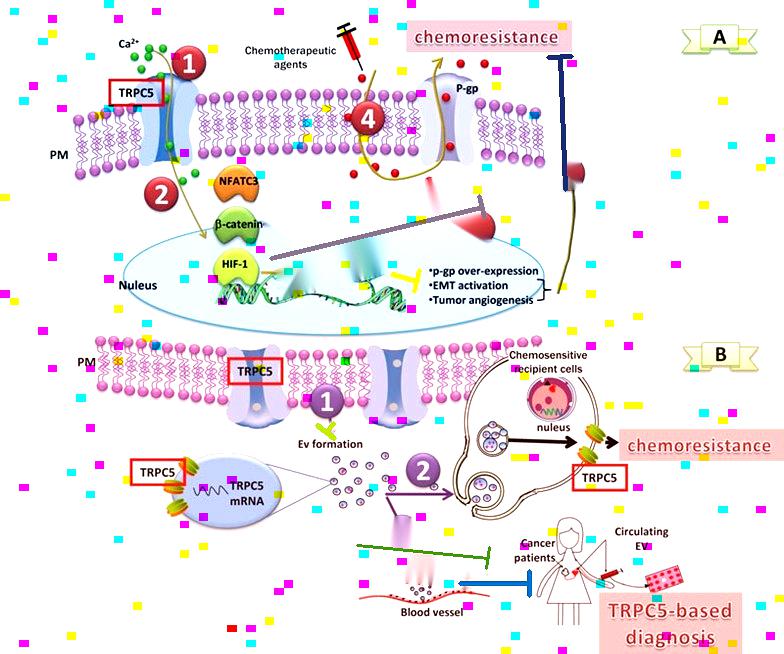 A
Ca2+
1
Chemotherapeutic
agents
chemoresistance
TRPC5
P-gp
4
PM
2
NFATC3
β-catenin
HIF-1
Nuleus
•p-gp over-expression
•EMT activation
•Tumor angiogenesis
B
PM
TRPC5
1
Ev formation
Chemosensitive
recipient cells
nuleus
chemoresistance
TRPC5
TRPC5
TRPC5
mRNA
2
Cancer
patients
Circulating
EV
Blood vessel
TRPC5-based
diagnosis